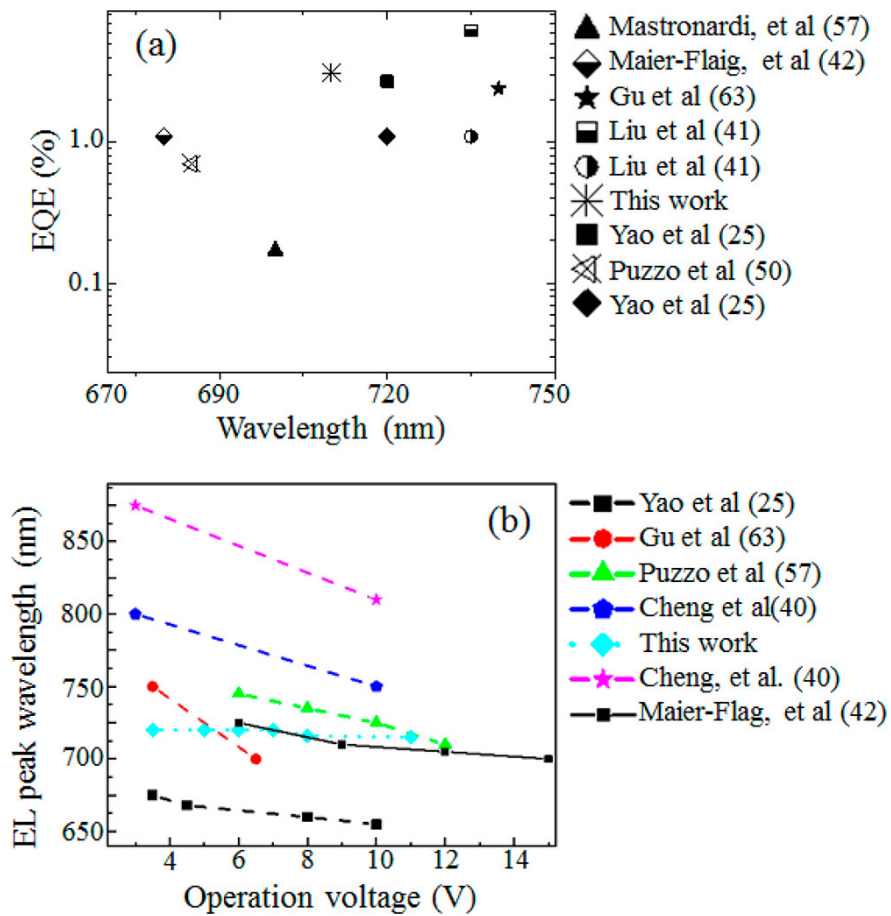 (a)
EQE (%)
1.0
0.1
670
690
720
750
Wavelength (nm)
Mastronardi, et al (57)
Maier-Flaig, et al (42)
Gu et al (63)
Liu et al (41)
Liu et al (41)
This work
Yao et al (25)
Puzzo et al (50)
Yao et al (25)
(b)
EL peak wavelength (nm)
850
800
750
700
650
4
6
8
10
12
14
Operation voltage (V)
Yao et al (25)
Gu et al (63)
Puzzo et al (57)
Cheng et al(40)
This work
Cheng, et al. (40)
Maier-Flag, et al (42)